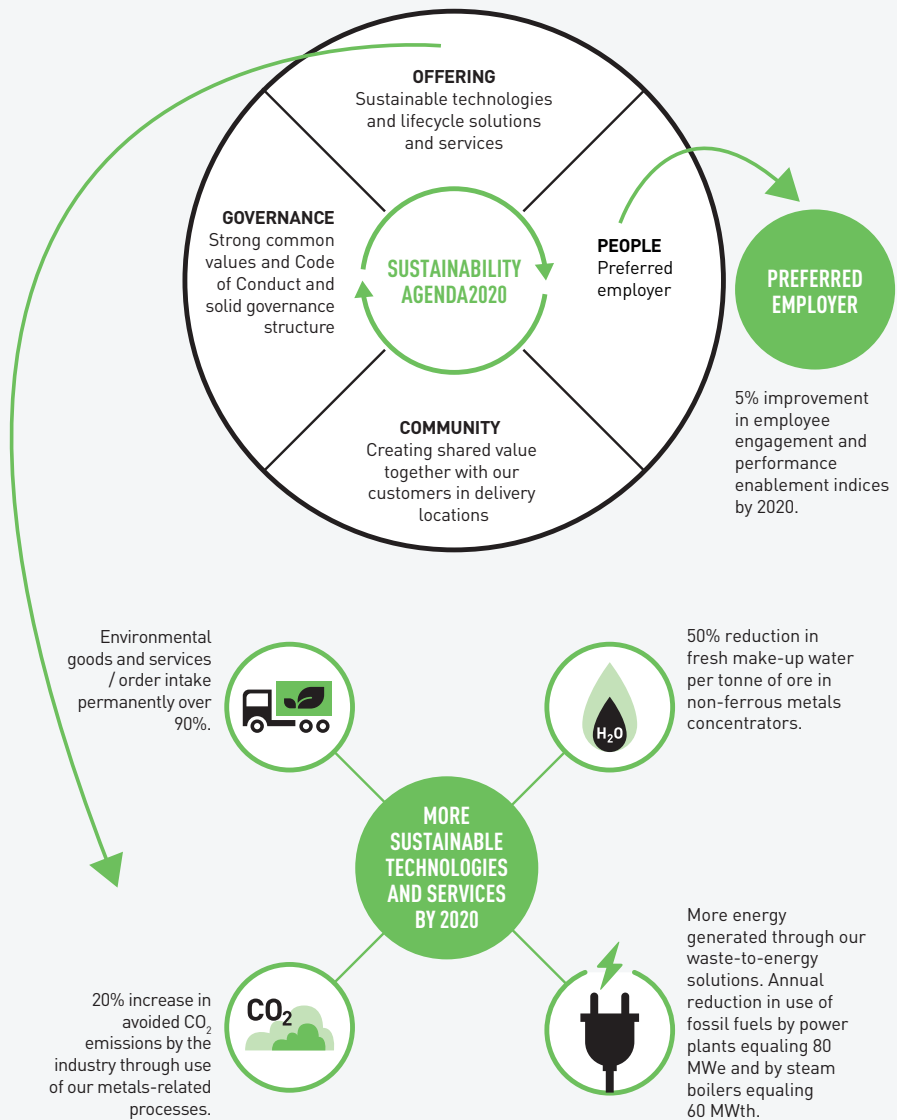 OFFERING
Sustainable technologies
and lifecycle solutions
and services
GOVERNANCE
Strong common
values and Code
of Conduct and
solid governance
structure
SUSTAINABILITY
AGENDA2020
PEOPLE
Preferred
employer
PREFERRED
EMPLOYER
5% improvement
in employee
engagement and
performance
enablement indices
by 2020.
COMMUNITY
Creating shared value
together with our
customers in delivery
locations
Environmental
goods and services
/ order intake
permanently over
90%.
H₂O
50% reduction in
fresh make-up water
per tonne of ore in
non-ferrous metals
concentrators.
MORE
SUSTAINABLE
TECHNOLOGIES
AND SERVICES
BY 2020
20% increase in
avoided CO₂
emissions by the
industry through use
of our metals-related
processes.
CO₂
More energy
generated through our
waste-to-energy
solutions. Annual
reduction in use of
fossil fuels by power
plants equaling 80
MWe and by steam
boilers equaling
60 MWth.